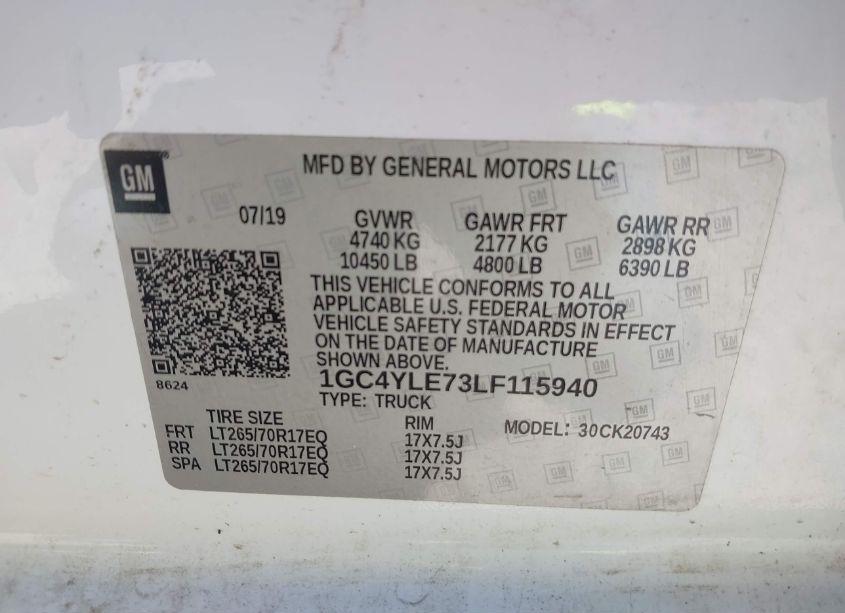 GM
MFD BY GENERAL MOTORS LLC
07/19
GVWR GAWR FRT GAWR RR
4740 KG 2177 KG 2898 KG
10450 LB 4800 LB 6390 LB
THIS VEHICLE CONFORMS TO ALL
APPLICABLE U.S. FEDERAL MOTOR
VEHICLE SAFETY STANDARDS IN EFFECT
ON THE DATE OF MANUFACTURE
SHOWN ABOVE.
8624
1GC4YLE73LF115940
TYPE: TRUCK
TIRE SIZE RIM MODEL: 30CK20743
FRT LT265/70R17EQ 17X7.5J
RR LT265/70R17EQ 17X7.5J
SPA LT265/70R17EQ 17X7.5J